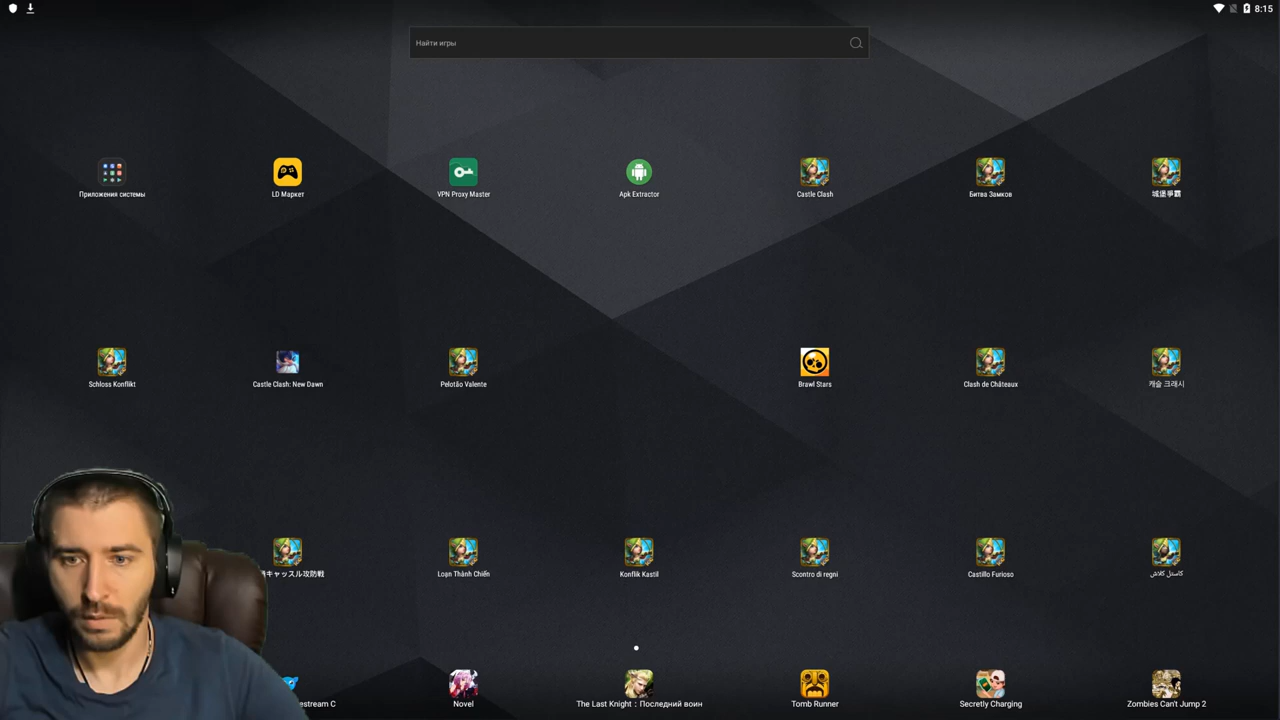 8:15
Найти игры
Приложения системы
LD Маркет
VPN Proxy Master
Apk Extractor
Castle Clash
Битва Замков
城堡爭霸
Schloss Konflikt
Castle Clash: New Dawn
Pelotão Valente
Brawl Stars
Clash de Châteaux
캐슬 크래시
キャッスル攻防戦
Loạn Thành Chiến
Konflik Kastil
Scontro di regni
Castillo Furioso
كاسل كلاش
estream C
Novel
The Last Knight : Последний воин
Tomb Runner
Secretly Charging
Zombies Can't Jump 2